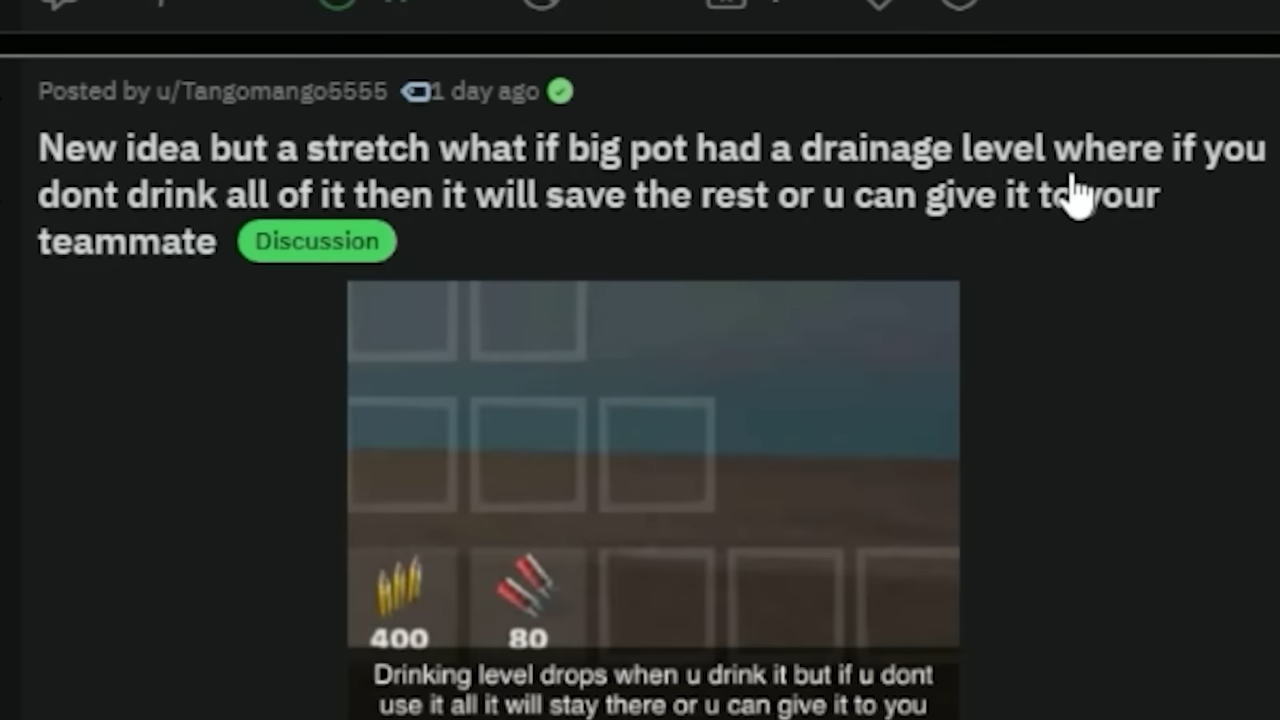 Posted by u/Tangomango5555 1 day ago
New idea but a stretch what if big pot had a drainage level where if you
dont drink all of it then it will save the rest or u can give it to your
teammate Discussion
400 80
Drinking level drops when u drink it but if u dont
use it all it will stay there or u can give it to you